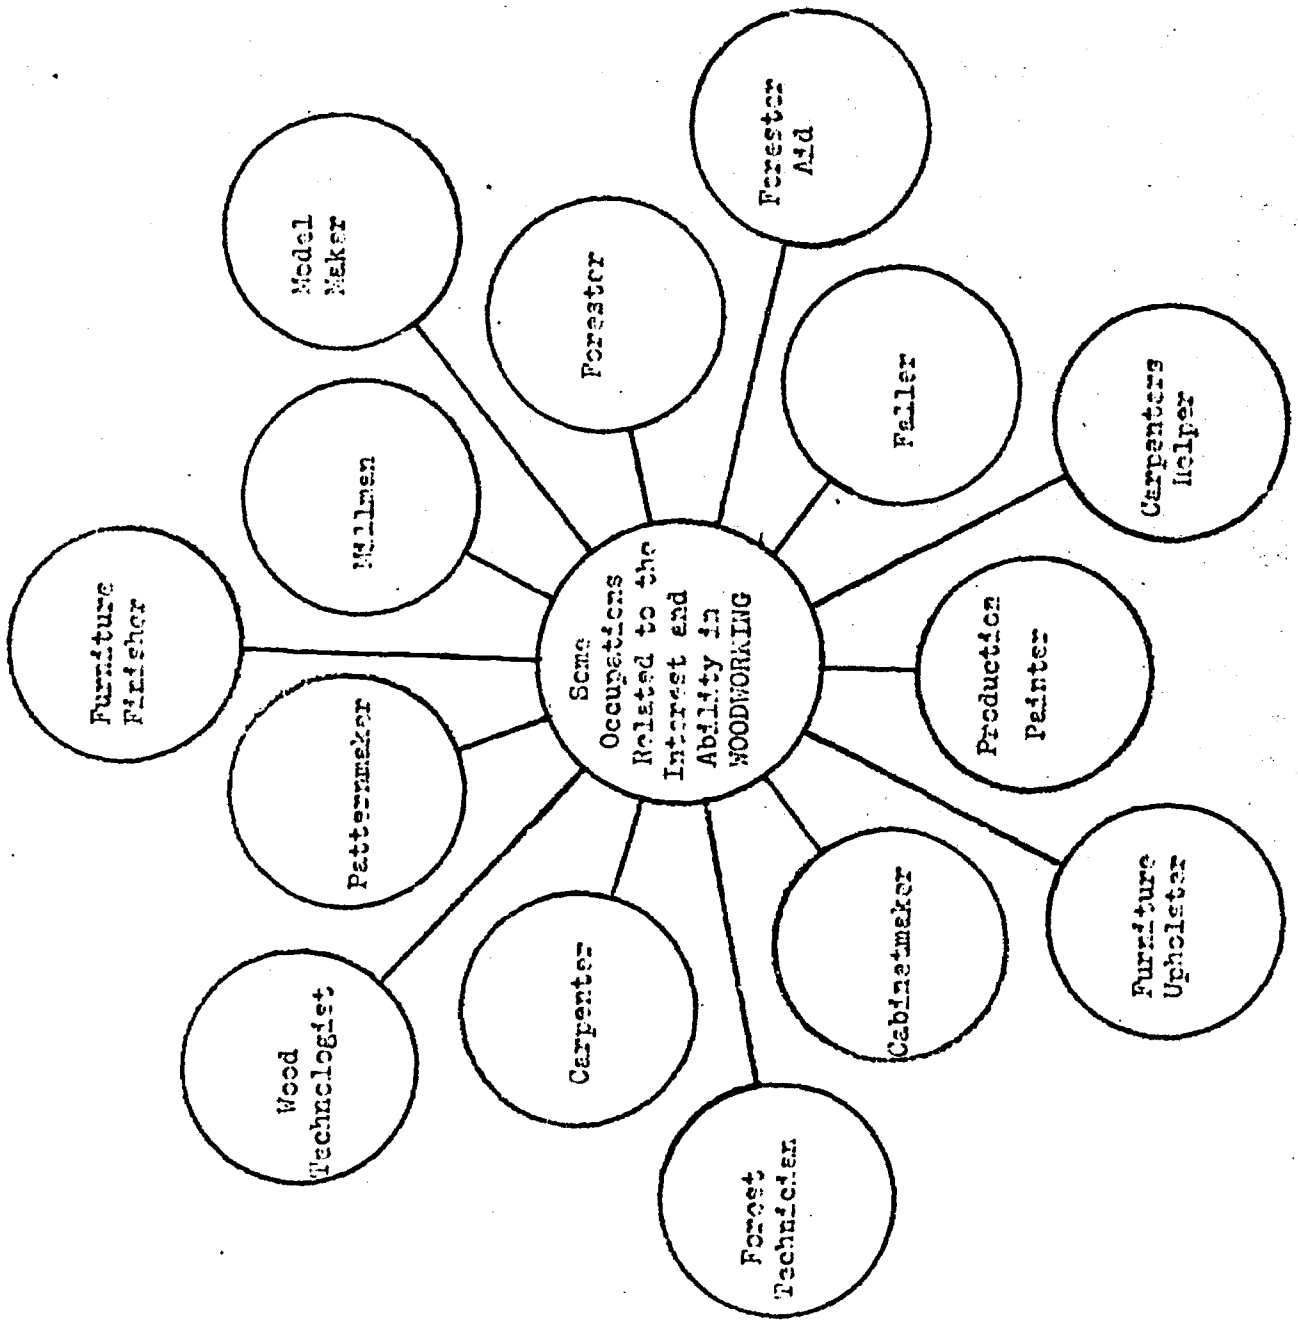 Furniture
Finisher
Wood
Technologist
Model
Maker
Patternmaker
Millman
Carpenter
Forester
Some
Occupations
Related to the
Interest and
Ability in
WOODWORKING
Forest
Technician
Forester
Aid
Cabinetmaker
Faller
Production
Painter
Furniture
Upholster
Carpenters
Helper